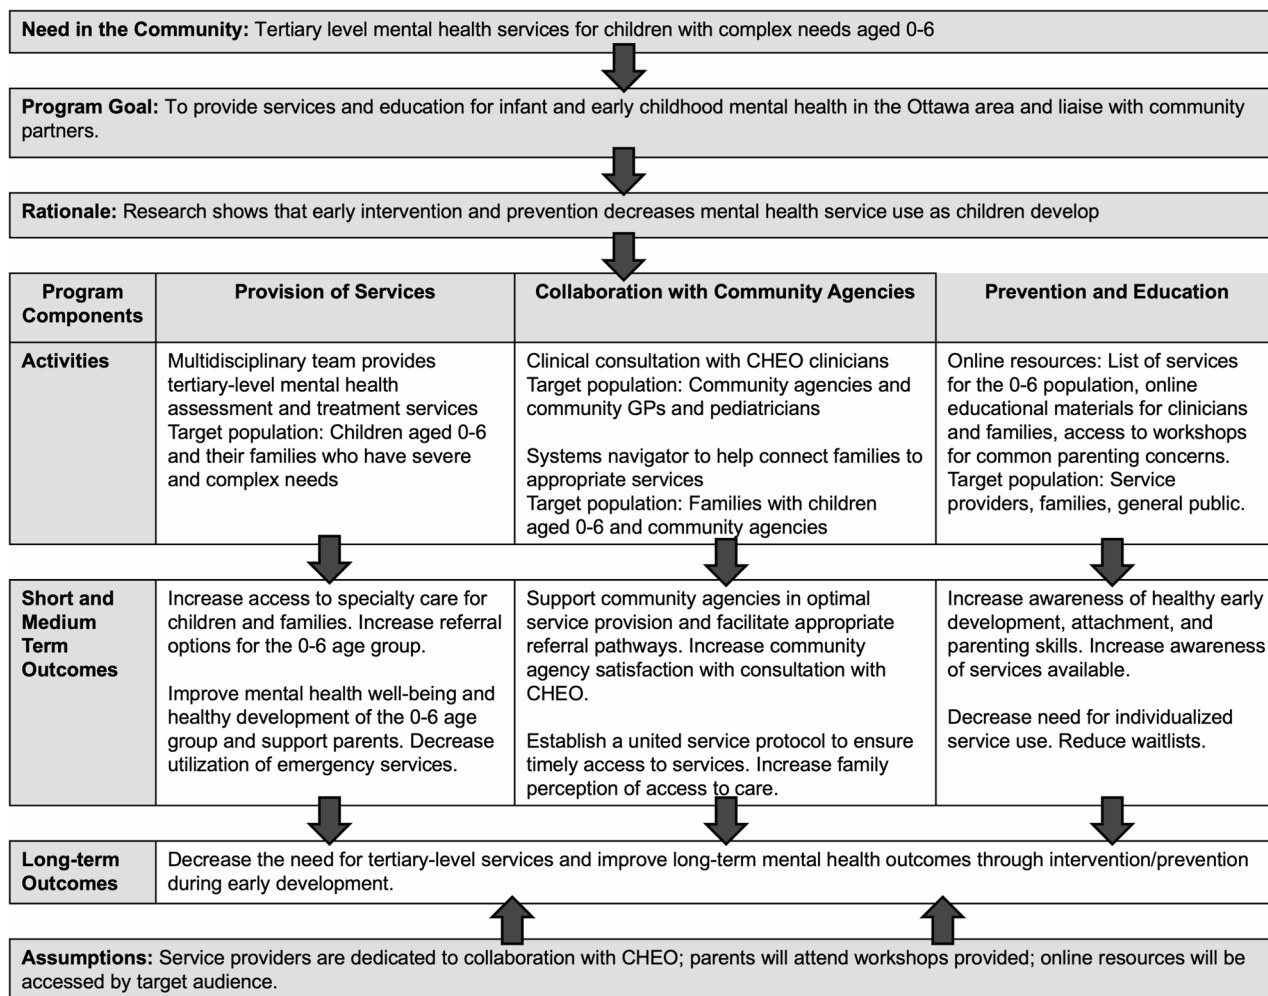 Need in the Community: Tertiary level mental health services for children with complex needs aged 0-6
Program Goal: To provide services and education for infant and early childhood mental health in the Ottawa area and liaise with community
partners.
Rationale: Research shows that early intervention and prevention decreases mental health service use as children develop
Program
Components
Provision of Services
Collaboration with Community Agencies
Prevention and Education
Activities
Multidisciplinary team provides
tertiary-level mental health
assessment and treatment services
Target population: Children aged 0-6
and their families who have severe
and complex needs
Clinical consultation with CHEO clinicians
Target population: Community agencies and
community GPs and pediatricians
Systems navigator to help connect families to
appropriate services
Target population: Families with children
aged 0-6 and community agencies
Online resources: List of services
for the 0-6 population, online
educational materials for clinicians
and families, access to workshops
for common parenting concerns.
Target population: Service
providers, families, general public.
Short and
Medium
Term
Outcomes
Increase access to specialty care for
children and families. Increase referral
options for the 0-6 age group.
Improve mental health well-being and
healthy development of the 0-6 age
group and support parents. Decrease
utilization of emergency services.
Support community agencies in optimal
service provision and facilitate appropriate
referral pathways. Increase community
agency satisfaction with consultation with
CHEO.
Establish a united service protocol to ensure
timely access to services. Increase family
perception of access to care.
Increase awareness of healthy early
development, attachment, and
parenting skills. Increase awareness
of services available.
Decrease need for individualized
service use. Reduce waitlists.
Long-term
Outcomes
Decrease the need for tertiary-level services and improve long-term mental health outcomes through intervention/prevention
during early development.
Assumptions: Service providers are dedicated to collaboration with CHEO; parents will attend workshops provided; online resources will be
accessed by target audience.